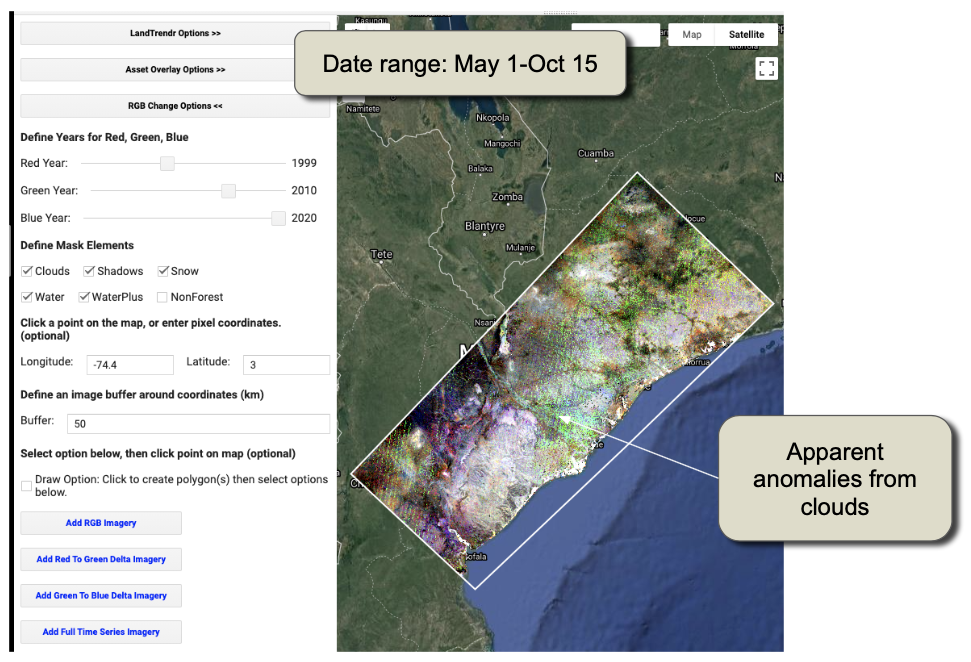 LandTrendr Options >>
Asset Overlay Options >>
RGB Change Options <<
Define Years for Red, Green, Blue
Red Year: 1999
Green Year: 2010
Blue Year: 2020
Define Mask Elements
Clouds Shadows Snow
Water WaterPlus NonForest
Click a point on the map, or enter pixel coordinates.
(optional)
Longitude: -74.4 Latitude: 3
Define an image buffer around coordinates (km)
Buffer: 50
Select option below, then click point on map (optional)
Draw Option: Click to create polygon(s) then select options
below.
Add RGB Imagery
Add Red To Green Delta Imagery
Add Green To Blue Delta Imagery
Add Full Time Series Imagery
Kasungu
Date range: May 1-Oct 15
Map Satellite
Namitete
Nkopola
Mangochi
Cuamba
Balaka
Zomba
Blantyre
Mulanje
Tete
ocue
Nsan
M
orrua
ofala
Apparent
anomalies from
clouds